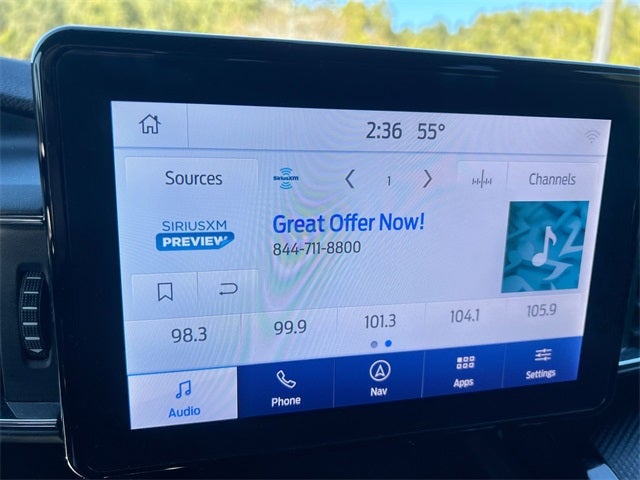 2:36 55°
Sources
SIRIUSXM
1
Channels
SIRIUSXM
PREVIEW
Great Offer Now!
844-711-8800
98.3
99.9
101.3
104.1
105.9
Audio
Phone
Nav
Apps
Settings